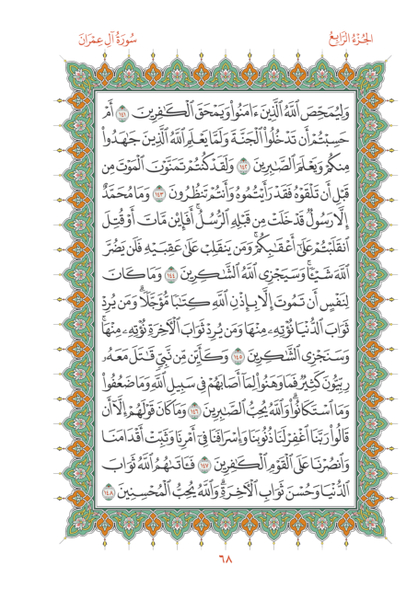 الجُزْءُ الرَّابِعُ
سُورَةُ آلِ عِمْرَانَ
وَلِيُمَحِّصَ ٱللَّهُ ٱلَّذِينَ ءَامَنُوا۟ وَيَمْحَقَ ٱلْكَٰفِرِينَ ١٤١ أَمْ
حَسِبْتُمْ أَن تَدْخُلُوا۟ ٱلْجَنَّةَ وَلَمَّا يَعْلَمِ ٱللَّهُ ٱلَّذِينَ جَٰهَدُوا۟
مِنكُمْ وَيَعْلَمَ ٱلصَّٰبِرِينَ ١٤٢ وَلَقَدْ كُنتُمْ تَمَنَّوْنَ ٱلْمَوْتَ مِن
قَبْلِ أَن تَلْقَوْهُ فَقَدْ رَأَيْتُمُوهُ وَأَنتُمْ تَنظُرُونَ ١٤٣ وَمَا مُحَمَّدٌ
إِلَّا رَسُولٌ قَدْ خَلَتْ مِن قَبْلِهِ ٱلرُّسُلُ ۚ أَفَإِي۟ن مَّاتَ أَوْ قُتِلَ
ٱنقَلَبْتُمْ عَلَىٰٓ أَعْقَٰبِكُمْ ۚ وَمَن يَنقَلِبْ عَلَىٰ عَقِبَيْهِ فَلَن يَضُرَّ
ٱللَّهَ شَيْـًٔا ۗ وَسَيَجْزِى ٱللَّهُ ٱلشَّٰكِرِينَ ١٤٤ وَمَا كَانَ
لِنَفْسٍ أَن تَمُوتَ إِلَّا بِإِذْنِ ٱللَّهِ كِتَٰبًا مُّؤَجَّلًا ۗ وَمَن يُرِدْ
ثَوَابَ ٱلدُّنْيَا نُؤْتِهِۦ مِنْهَا وَمَن يُرِدْ ثَوَابَ ٱلْءَاخِرَةِ نُؤْتِهِۦ مِنْهَا ۚ
وَسَنَجْزِى ٱلشَّٰكِرِينَ ١٤٥ وَكَأَيِّن مِّن نَّبِىٍّ قَٰتَلَ مَعَهُۥ
رِبِّيُّونَ كَثِيرٌ فَمَا وَهَنُوا۟ لِمَآ أَصَابَهُمْ فِى سَبِيلِ ٱللَّهِ وَمَا ضَعُفُوا۟
وَمَا ٱسْتَكَانُوا۟ ۗ وَٱللَّهُ يُحِبُّ ٱلصَّٰبِرِينَ ١٤٦ وَمَا كَانَ قَوْلَهُمْ إِلَّآ أَن
قَالُوا۟ رَبَّنَا ٱغْفِرْ لَنَا ذُنُوبَنَا وَإِسْرَافَنَا فِىٓ أَمْرِنَا وَثَبِّتْ أَقْدَامَنَا
وَٱنصُرْنَا عَلَى ٱلْقَوْمِ ٱلْكَٰفِرِينَ ١٤٧ فَـَٔاتَىٰهُمُ ٱللَّهُ ثَوَابَ
ٱلدُّنْيَا وَحُسْنَ ثَوَابِ ٱلْءَاخِرَةِ ۗ وَٱللَّهُ يُحِبُّ ٱلْمُحْسِنِينَ ١٤٨
٦٨